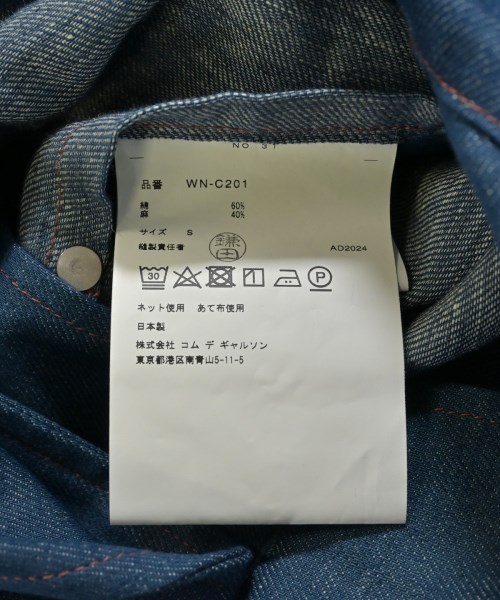 NO. 31
品番 WN-C201
綿 60%
麻 40%
サイズ S
縫製責任者 鎌田 AD2024
30 P
ネット使用 あて布使用
日本製
株式会社 コム デ ギャルソン
東京都港区南青山5-11-5